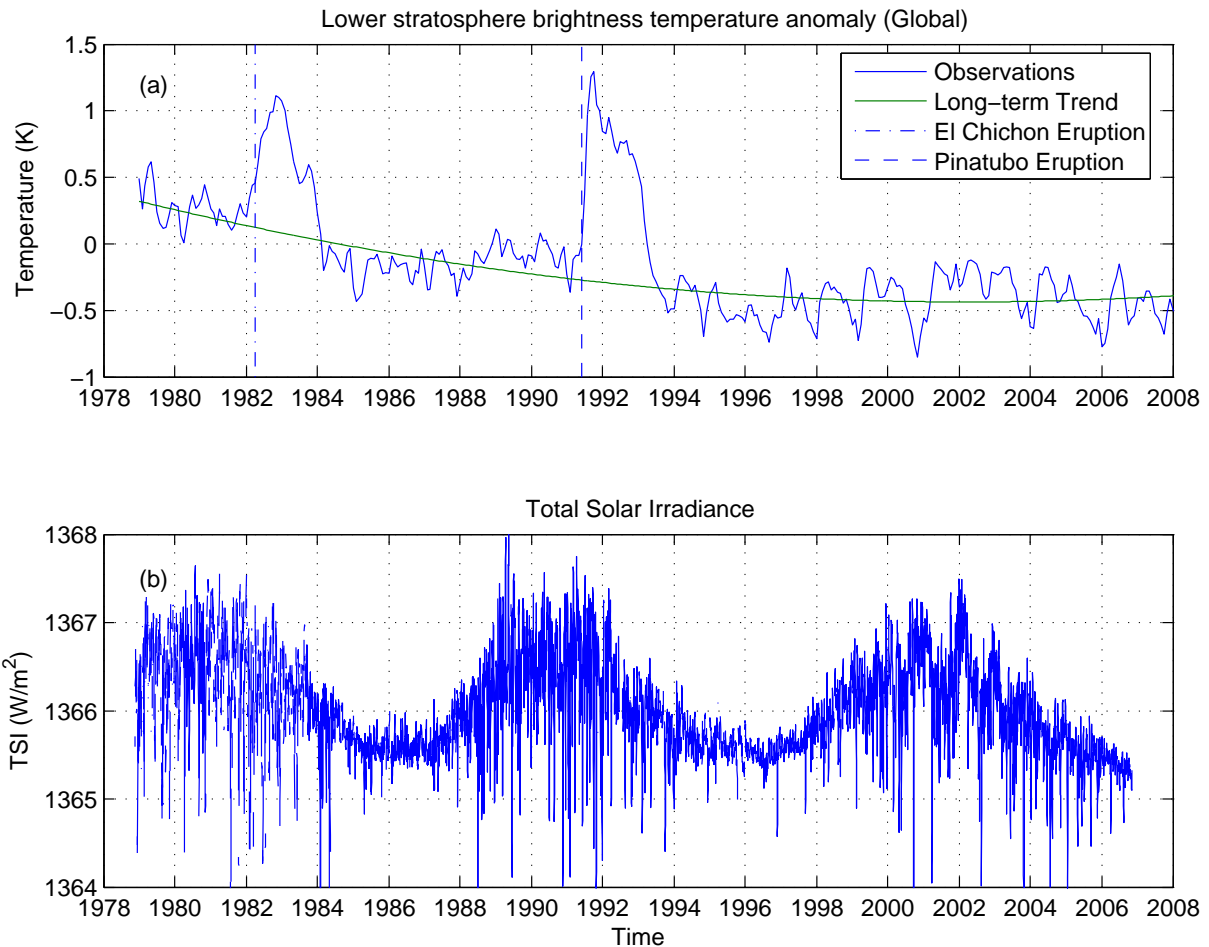 Lower stratosphere brightness temperature anomaly (Global)
1.5
1
0.5
0
−0.5
−1
Temperature (K)
(a)
Observations
Long−term Trend
El Chichon Eruption
Pinatubo Eruption
1978 1980 1982 1984 1986 1988 1990 1992 1994 1996 1998 2000 2002 2004 2006 2008
Total Solar Irradiance
1368
1367
1366
1365
1364
TSI (W/m²)
(b)
1978 1980 1982 1984 1986 1988 1990 1992 1994 1996 1998 2000 2002 2004 2006 2008
Time